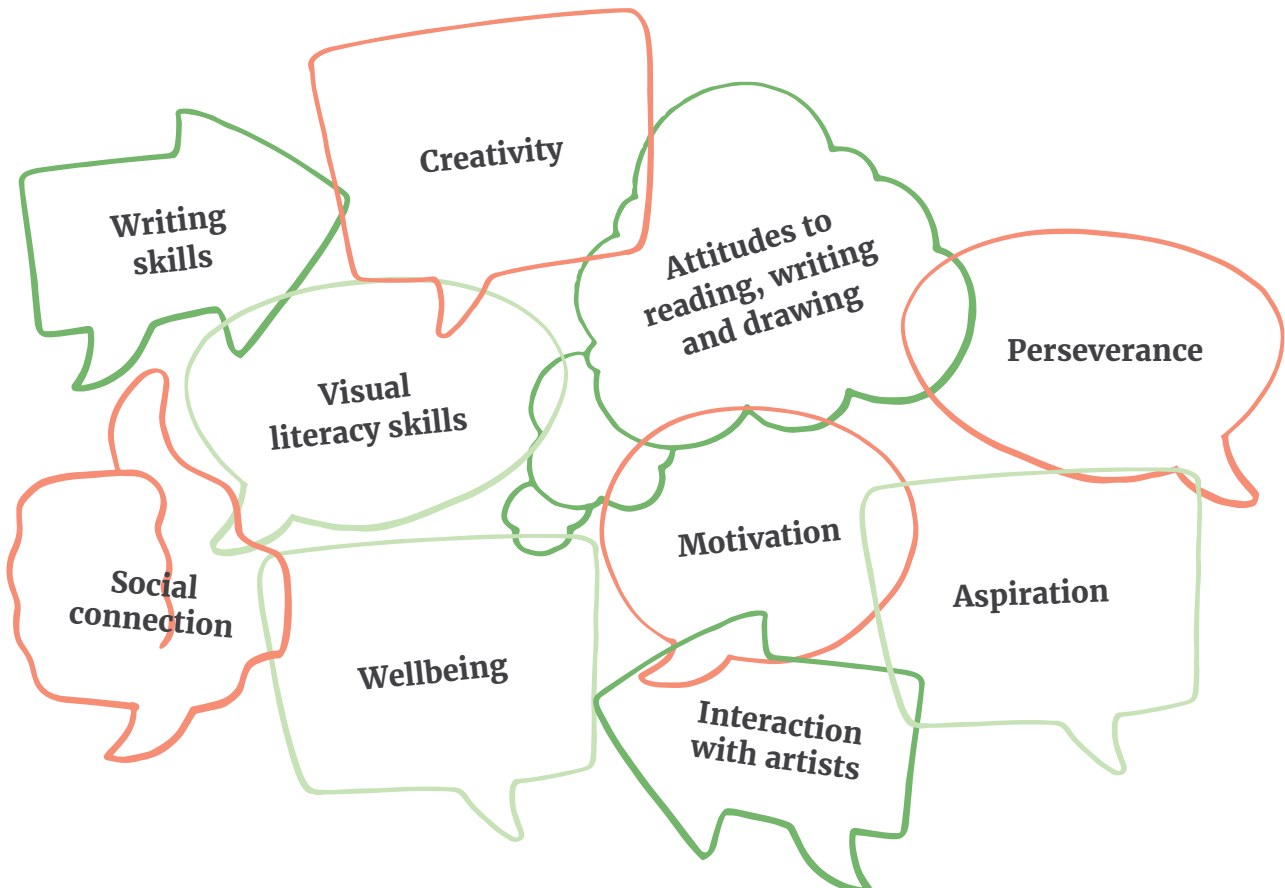 Creativity
Writing
skills
Attitudes to
reading, writing
and drawing
Perseverance
Visual
literacy skills
Motivation
Aspiration
Social
connection
Wellbeing
Interaction
with artists